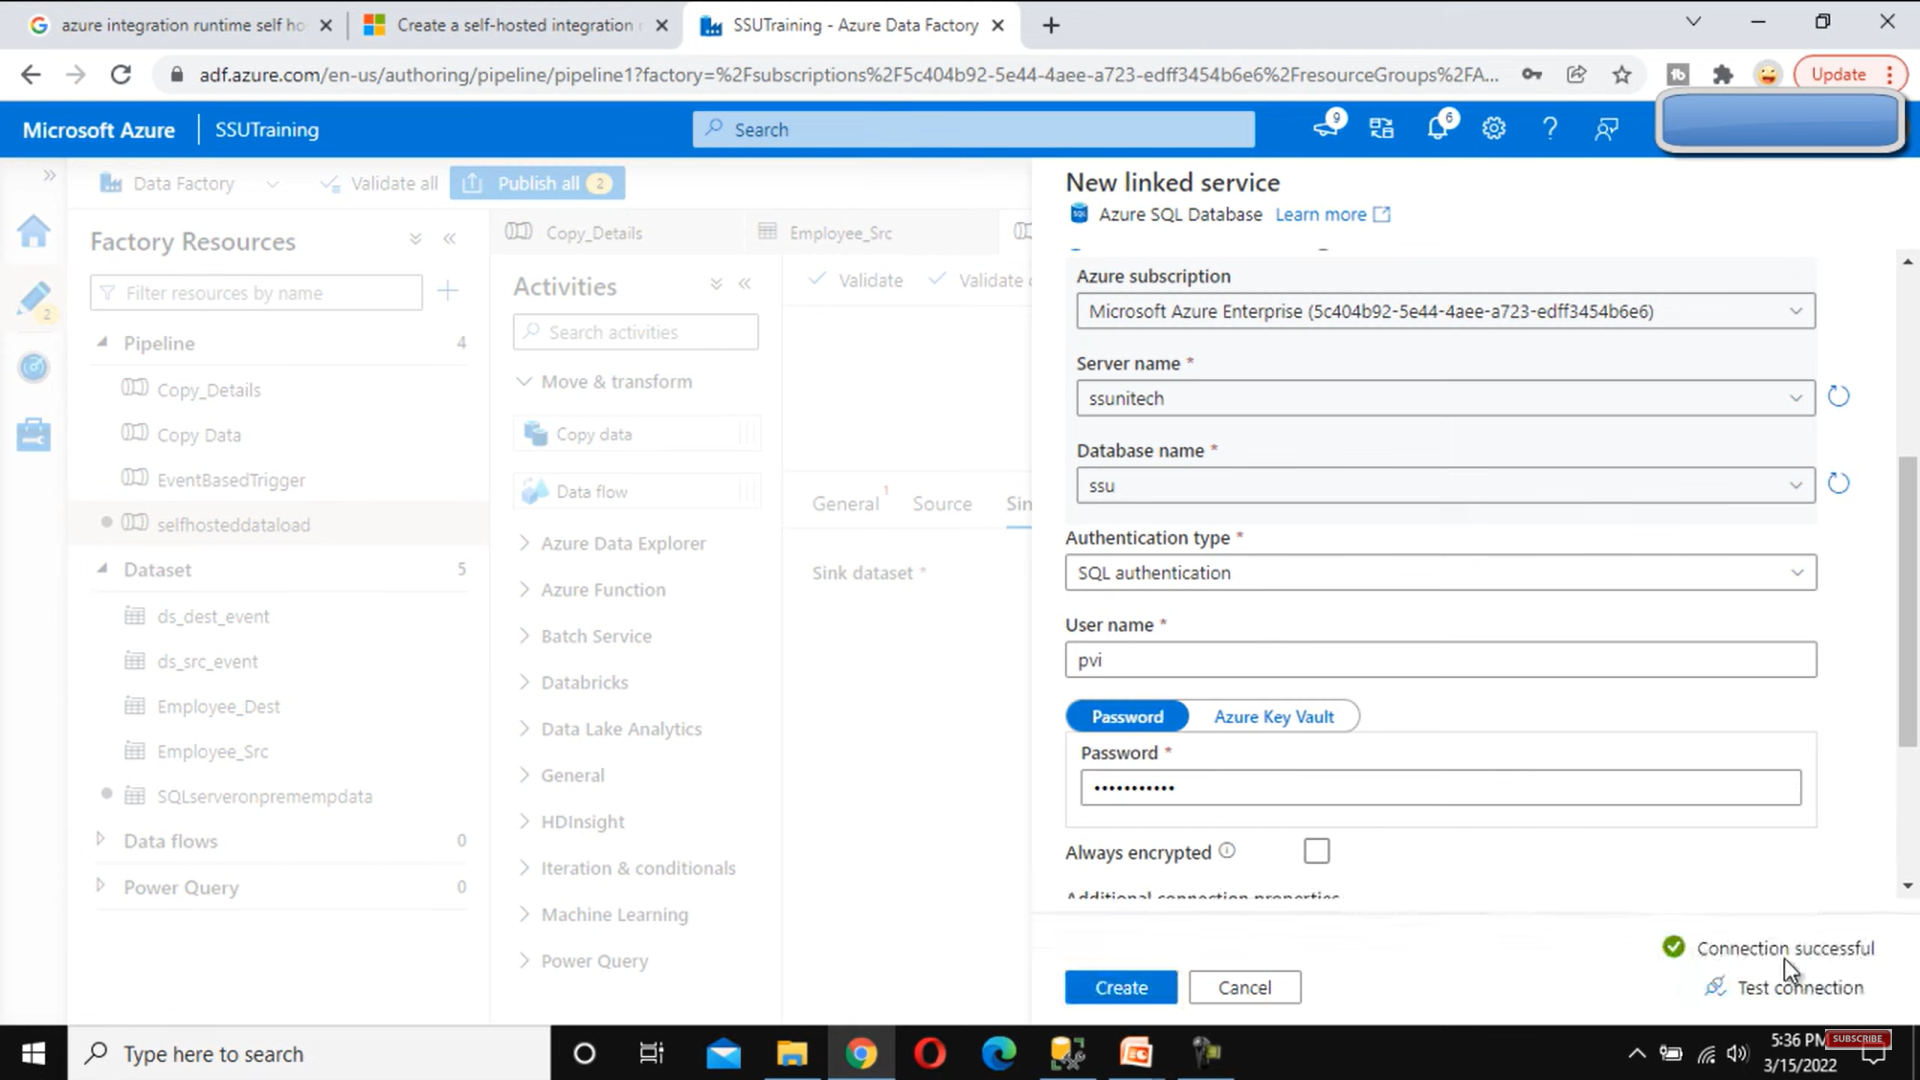 azure integration runtime self ho
Create a self-hosted integration r
SSUTraining - Azure Data Factory
adf.azure.com/en-us/authoring/pipeline/pipeline1?factory=%2Fsubscriptions%2F5c404b92-5e44-4aee-a723-edff3454b6e6%2FresourceGroups%2FA...
Update
Microsoft Azure
SSUTraining
Search
9
6
Data Factory
Validate all
Publish all 2
Factory Resources
Filter resources by name
2
Pipeline 4
Copy_Details
Copy Data
EventBasedTrigger
selfhosteddataload
Dataset 5
ds_dest_event
ds_src_event
Employee_Dest
Employee_Src
SQLserveronpremempdata
Data flows 0
Power Query 0
Copy_Details
Employee_Src
Activities
Search activities
Move & transform
Copy data
Data flow
Azure Data Explorer
Azure Function
Batch Service
Databricks
Data Lake Analytics
General
HDInsight
Iteration & conditionals
Machine Learning
Power Query
Validate
Validate c
General 1
Source
Sin
Sink dataset *
New linked service
Azure SQL Database Learn more
Azure subscription
Microsoft Azure Enterprise (5c404b92-5e44-4aee-a723-edff3454b6e6)
Server name *
ssunitech
Database name *
ssu
Authentication type *
SQL authentication
User name *
pvi
Password
Azure Key Vault
Password *
•••••••••••
Always encrypted
Additional connection properties
Connection successful
Create
Cancel
Test connection
Type here to search
5:36 PM
SUBSCRIBE
3/15/2022